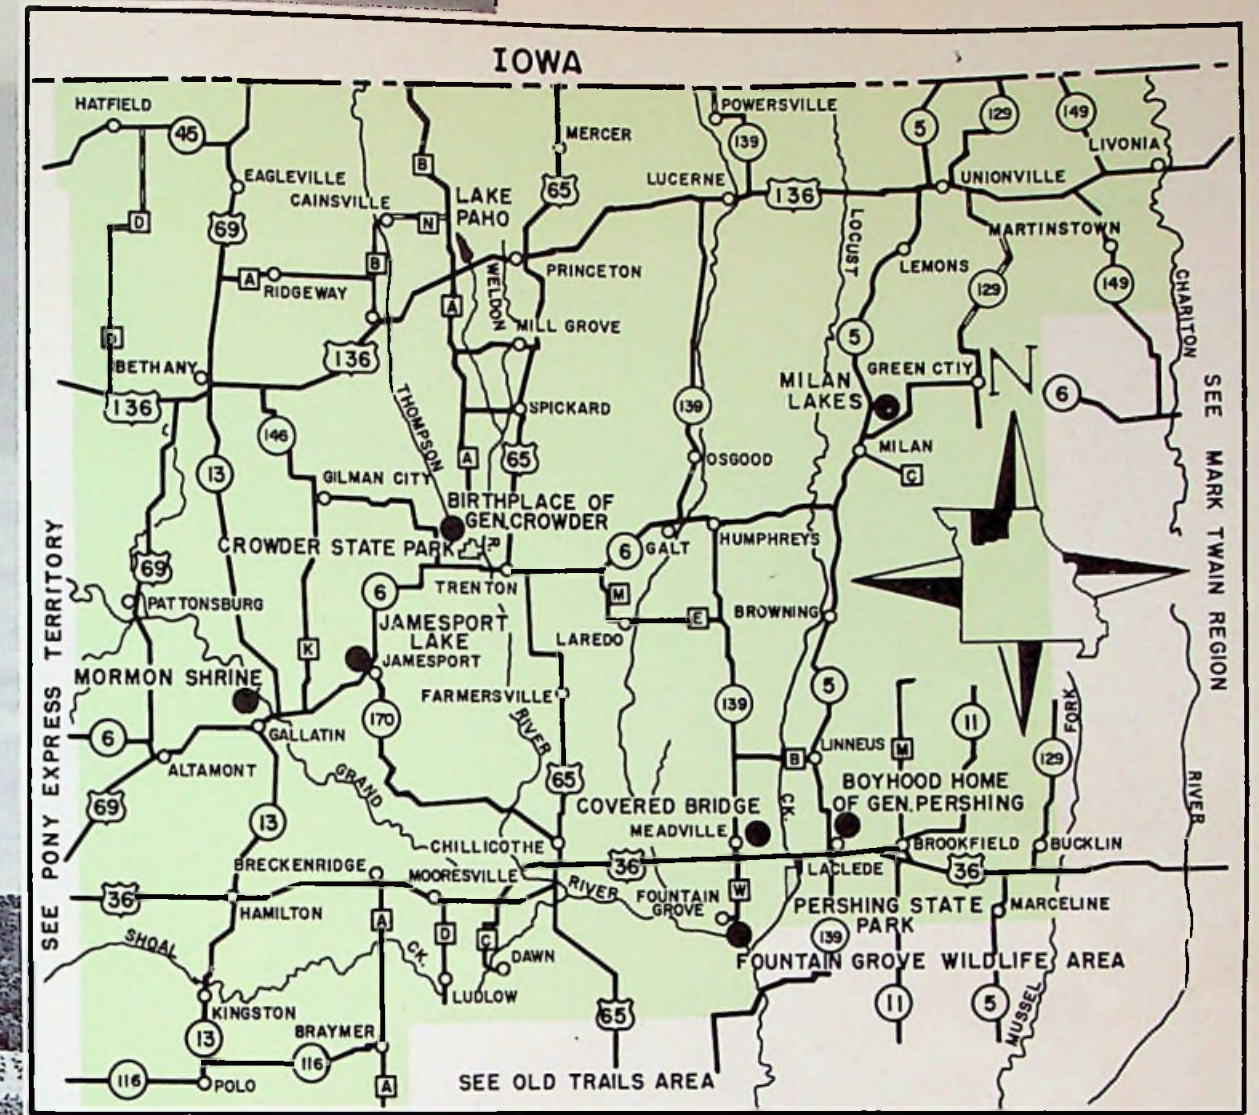 IOWA
HATFIELD
45
POWERSVILLE
5
129
149
MERCER
139
LIVONIA
B
EAGLEVILLE
LUCERNE
136
UNIONVILLE
CAINSVILLE
65
LAKE
PAHO
D
69
N
LOCUST
MARTINSTOWN
B
WELDON
PRINCETON
LEMONS
A
RIDGEWAY
129
149
CHARITON
A
MILL GROVE
136
5
BETHANY
GREEN CTIY
N
136
THOMPSON
SPICKARD
139
MILAN
LAKES
6
146
13
A
65
OSGOOD
MILAN
C
GILMAN CITY
BIRTHPLACE OF
GEN.CROWDER
CROWDER STATE PARK
R.
6
GALT
HUMPHREYS
69
TRENTON
6
M
PATTONSBURG
JAMESPORT
LAKE
LAREDO
E
BROWNING
K
JAMESPORT
MORMON SHRINE
FARMERSVILLE
139
5
170
6
GALLATIN
RIVER
M
11
FORK
ALTAMONT
B
LINNEUS
129
GRAND
65
69
BOYHOOD HOME
OF GEN. PERSHING
COVERED BRIDGE
CK.
RIVER
13
MEADVILLE
CHILLICOTHE
BROOKFIELD
BUCKLIN
BRECKENRIDGE
MOORESVILLE
36
LACLEDE
36
36
RIVER
FOUNTAIN
GROVE
W
HAMILTON
A
D
C
PERSHING STATE
PARK
MARCELINE
SHOAL
CK.
139
DAWN
FOUNTAIN GROVE WILDLIFE AREA
LUDLOW
KINGSTON
65
11
5
MUSSEL
13
BRAYMER
116
116
POLO
A
SEE OLD TRAILS AREA
SEE PONY EXPRESS TERRITORY
SEE MARK TWAIN REGION